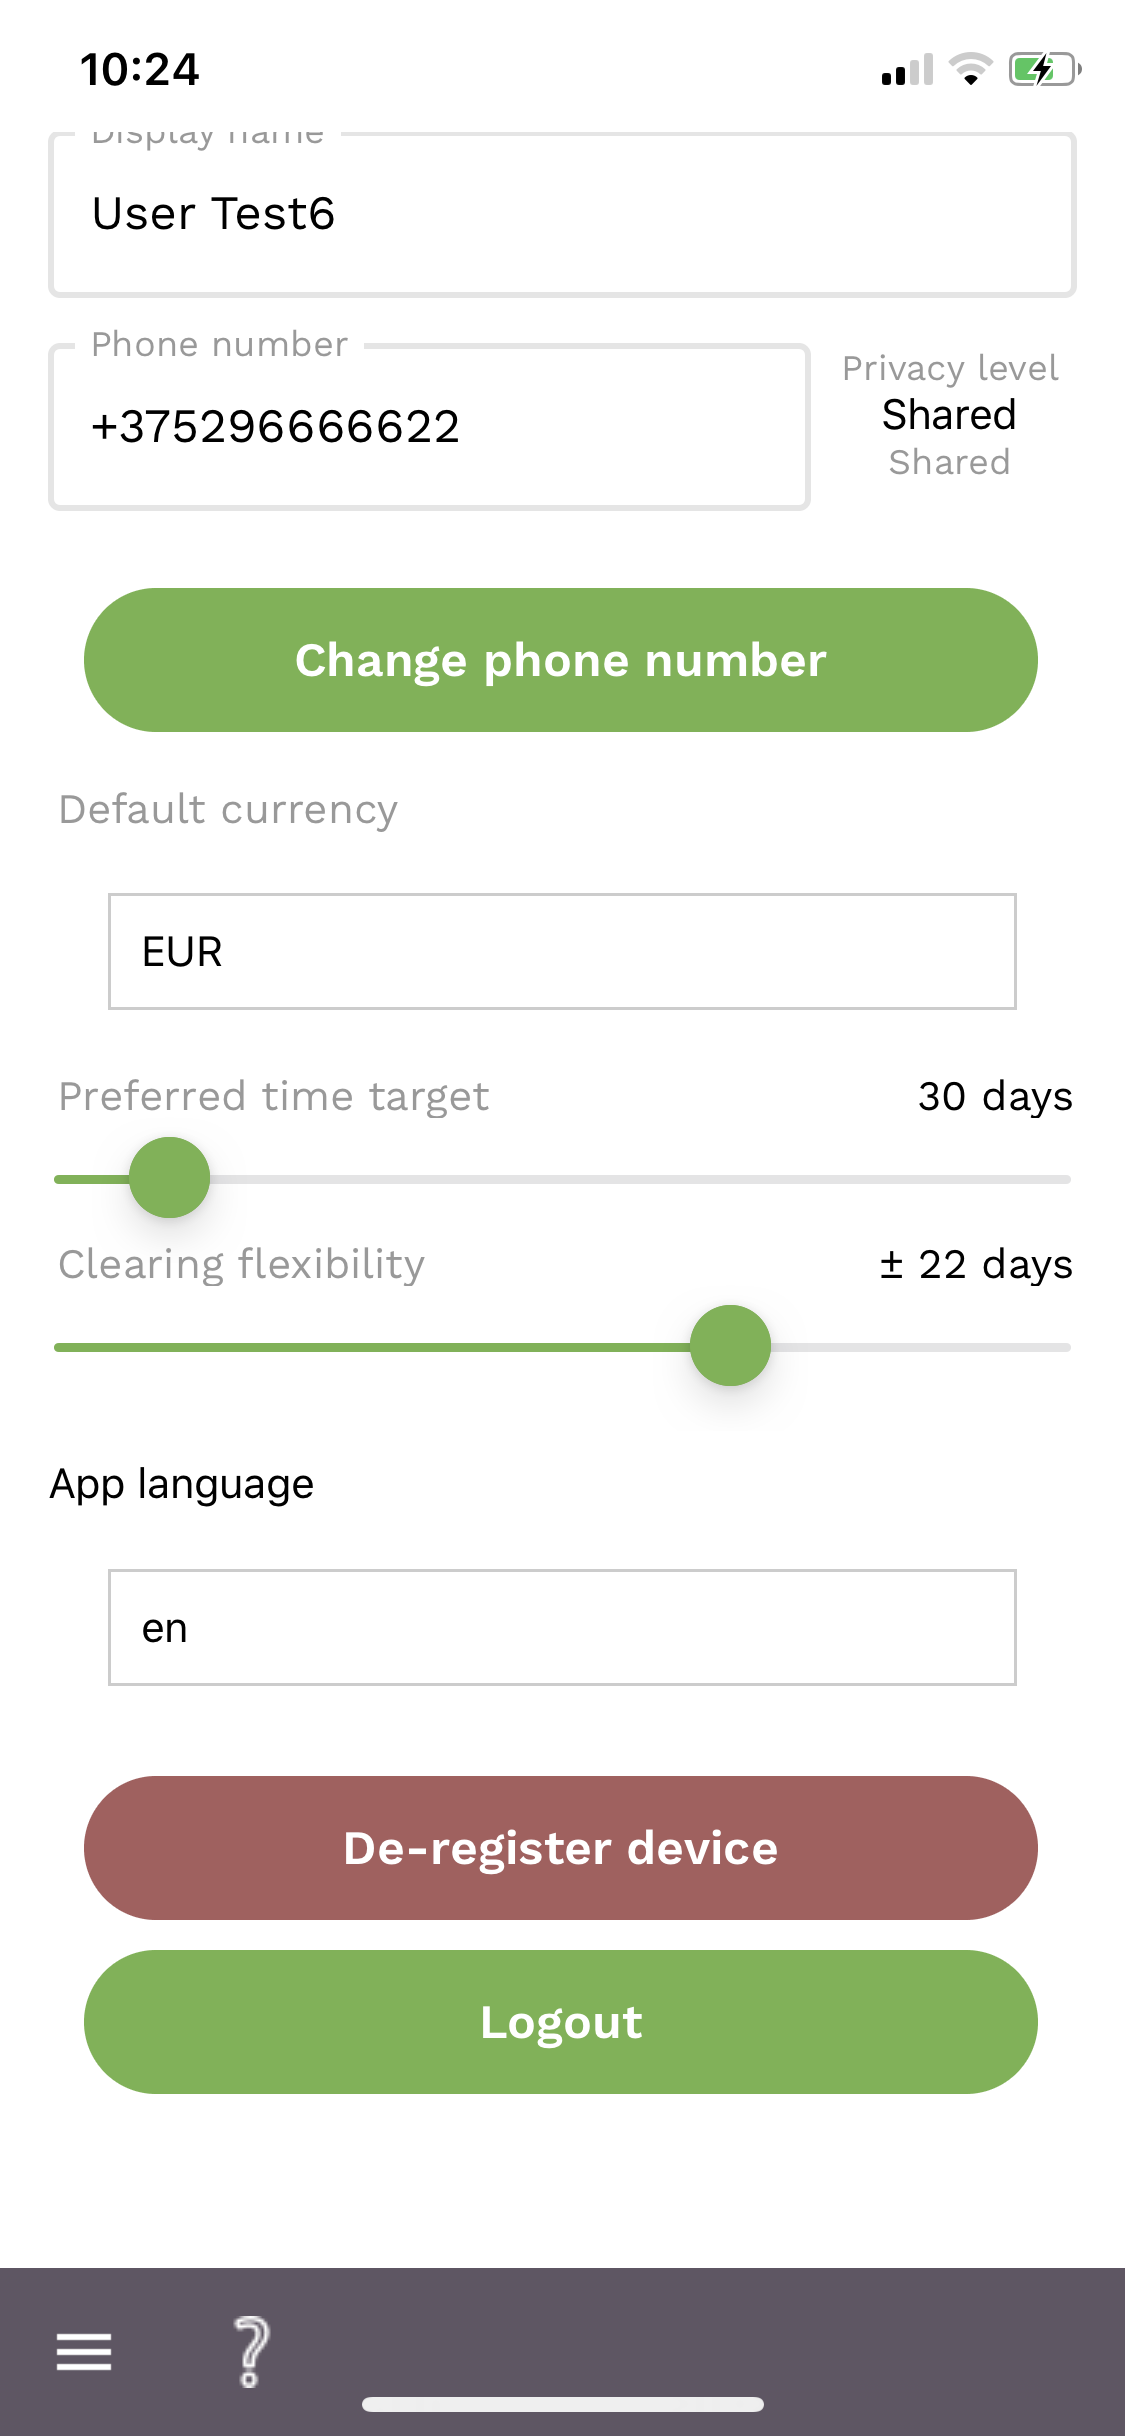 10:24
Display name
User Test6
Phone number
+375296666622
Privacy level
Shared
Shared
Change phone number
Default currency
EUR
Preferred time target
30 days
Clearing flexibility
± 22 days
App language
en
De-register device
Logout
?